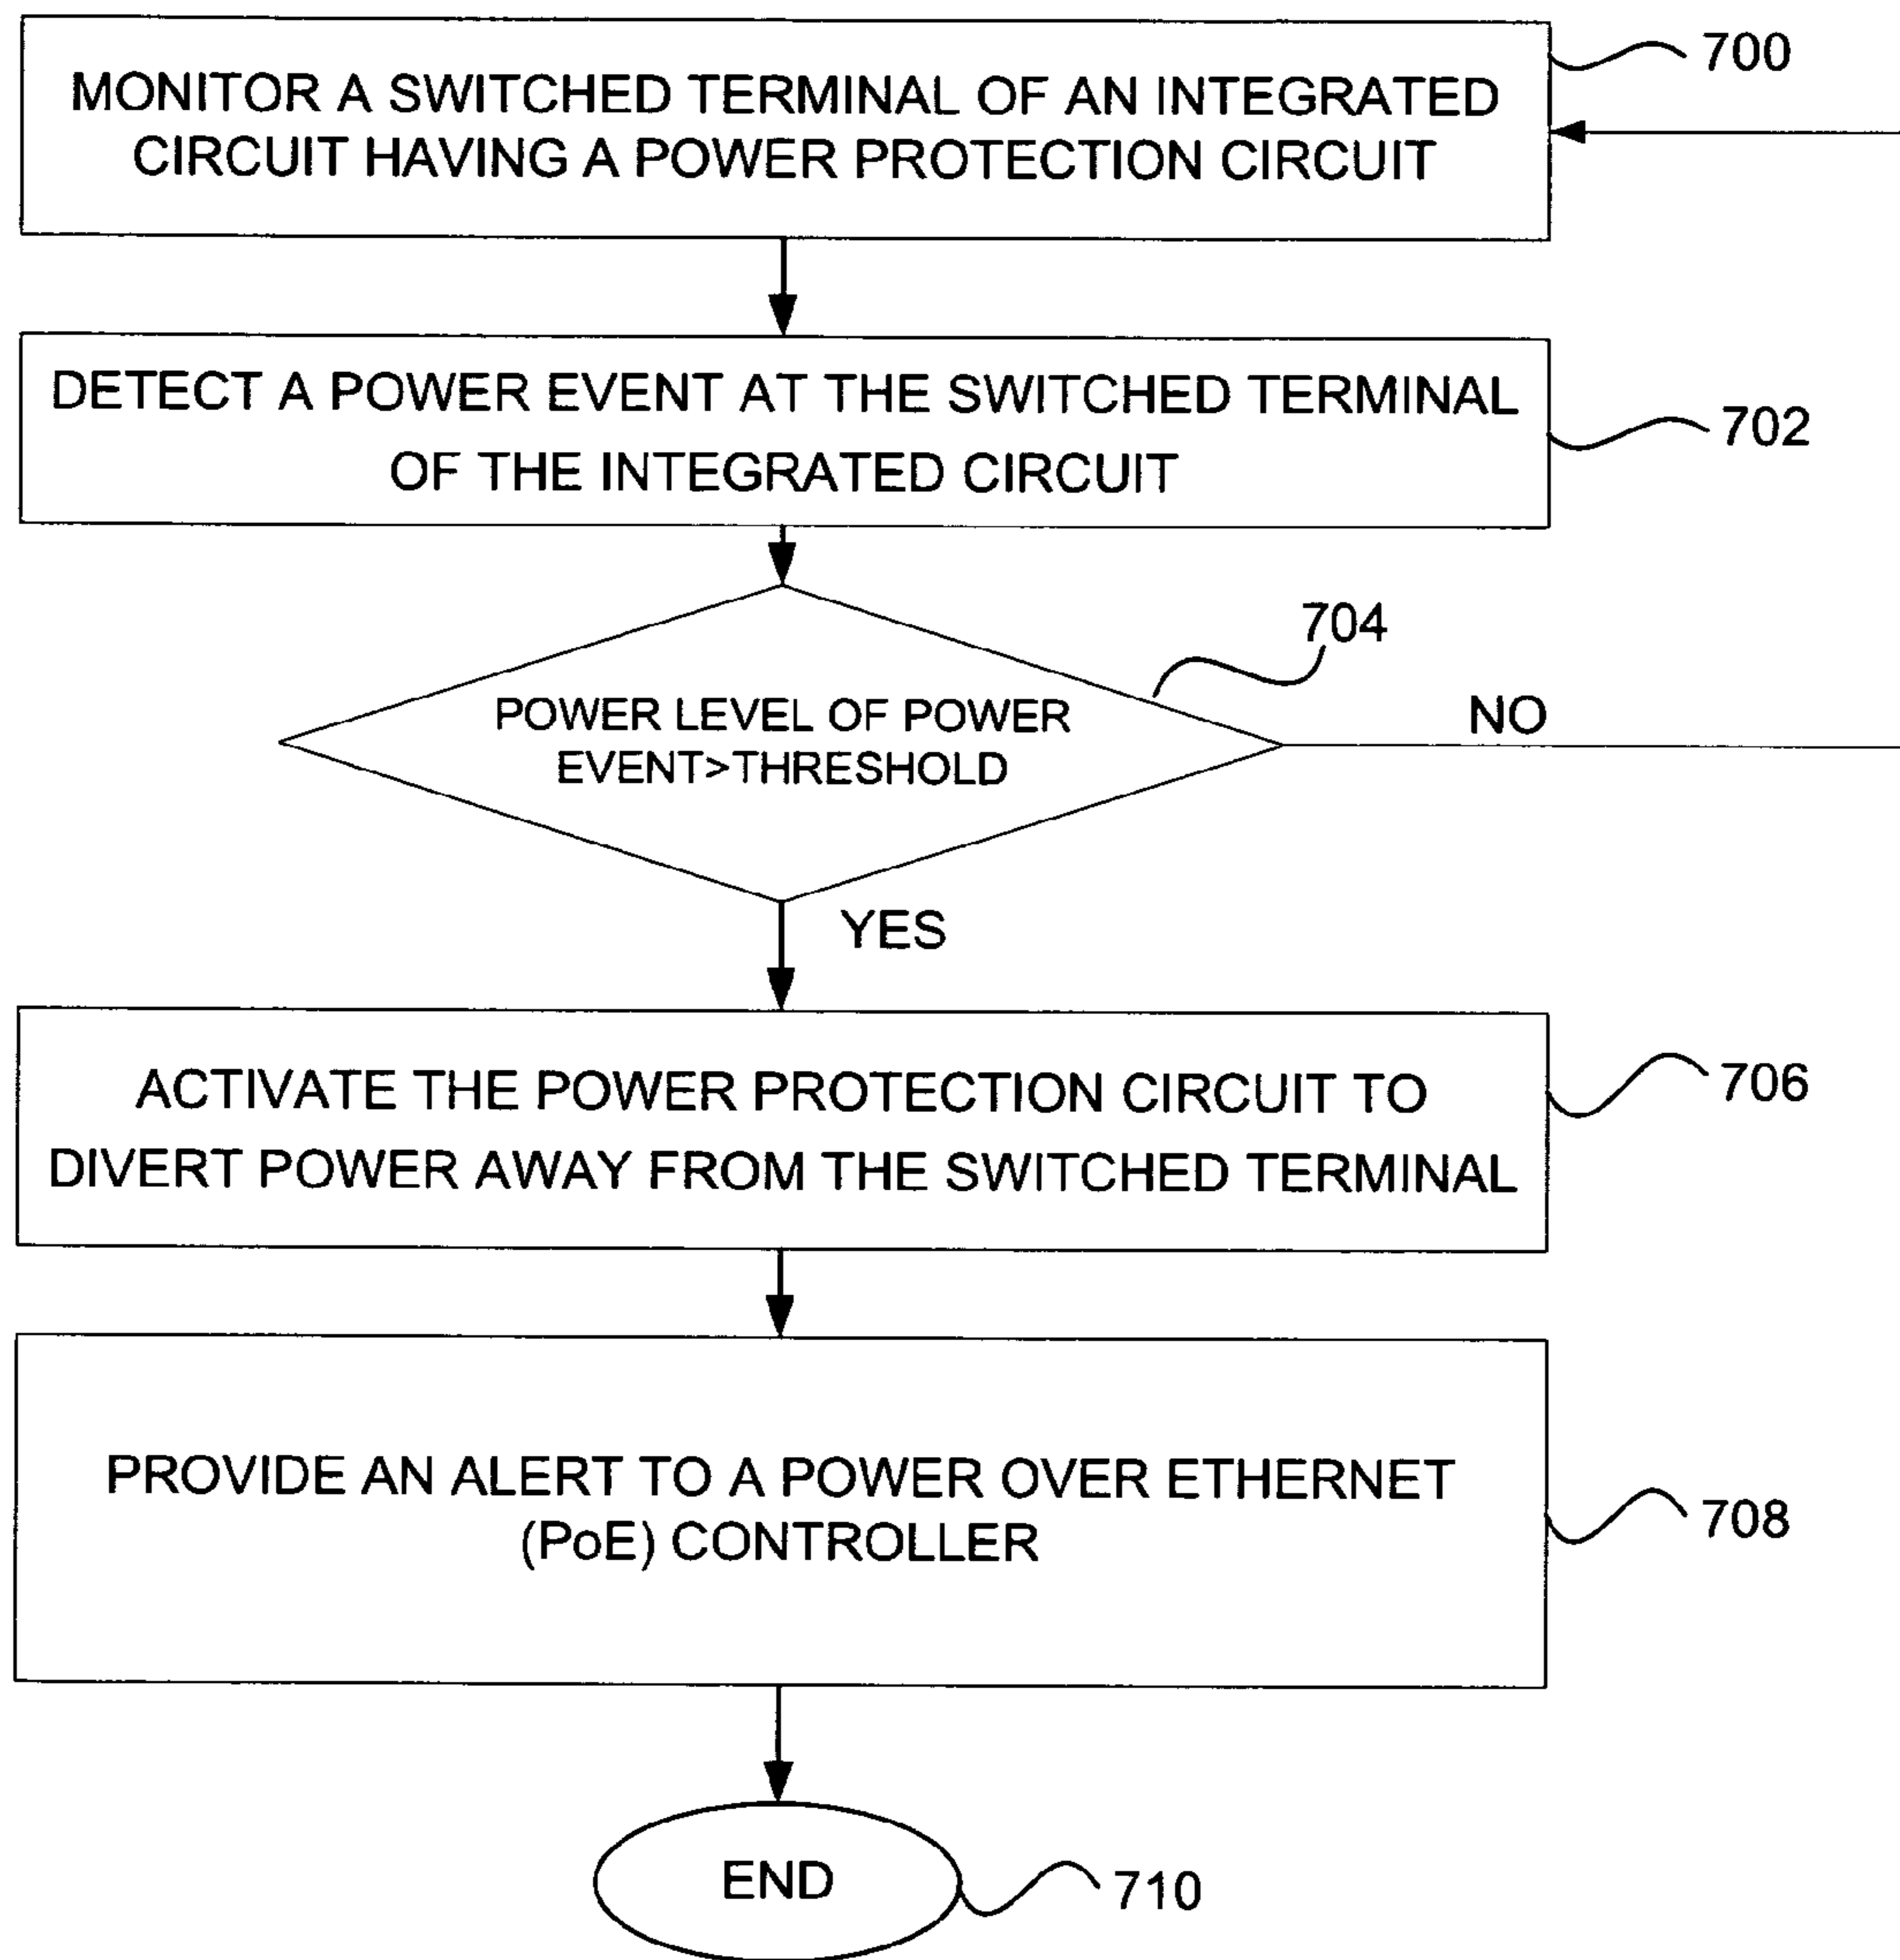 700
MONITOR A SWITCHED TERMINAL OF AN INTEGRATED
CIRCUIT HAVING A POWER PROTECTION CIRCUIT
DETECT A POWER EVENT AT THE SWITCHED TERMINAL
OF THE INTEGRATED CIRCUIT
702
704
POWER LEVEL OF POWER
EVENT>THRESHOLD
NO
YES
ACTIVATE THE POWER PROTECTION CIRCUIT TO
DIVERT POWER AWAY FROM THE SWITCHED TERMINAL
706
PROVIDE AN ALERT TO A POWER OVER ETHERNET
(PoE) CONTROLLER
708
END
710